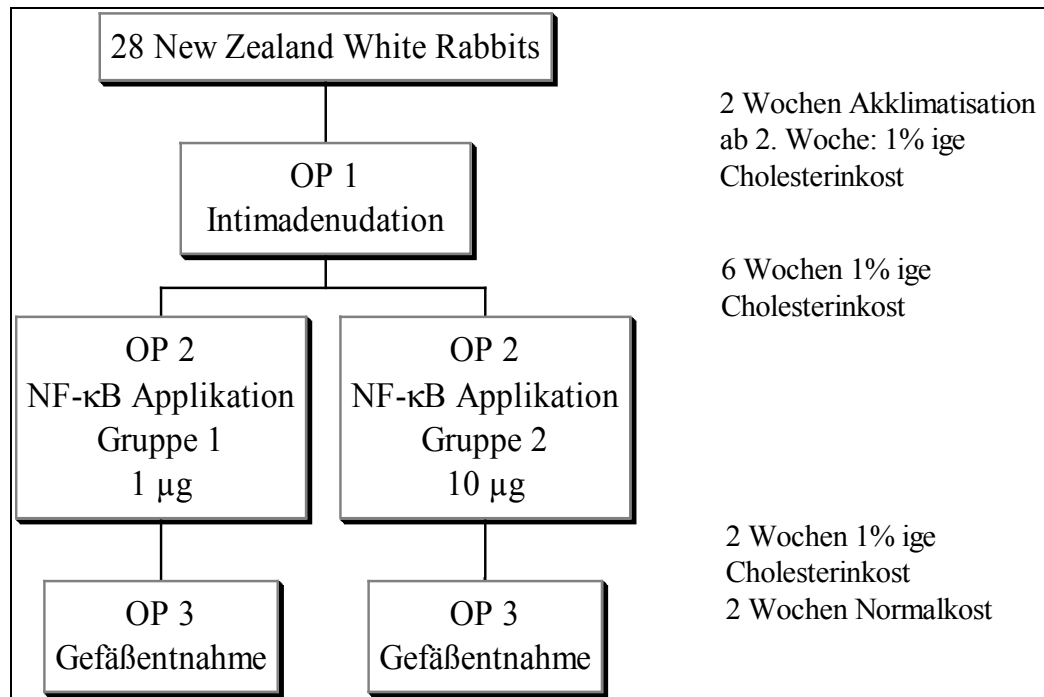 28 New Zealand White Rabbits
2 Wochen Akklimatisation
ab 2. Woche: 1% ige
Cholesterinkost
OP 1
Intimadenudation
6 Wochen 1% ige
Cholesterinkost
OP 2
NF-κB Applikation
Gruppe 1
1 µg
OP 2
NF-κB Applikation
Gruppe 2
10 µg
2 Wochen 1% ige
Cholesterinkost
2 Wochen Normalkost
OP 3
Gefäßentnahme
OP 3
Gefäßentnahme